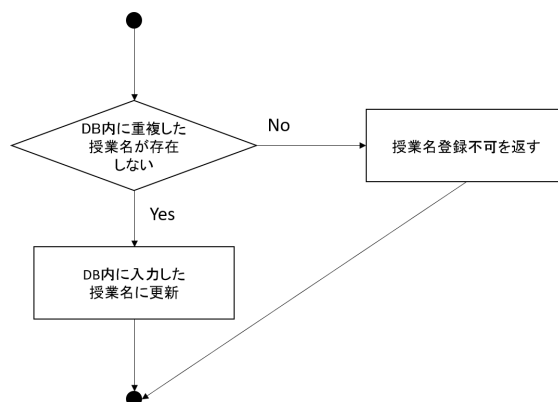 DB内に重複した
授業名が存在
しない
No
授業名登録不可を返す
Yes
DB内に入力した
授業名に更新